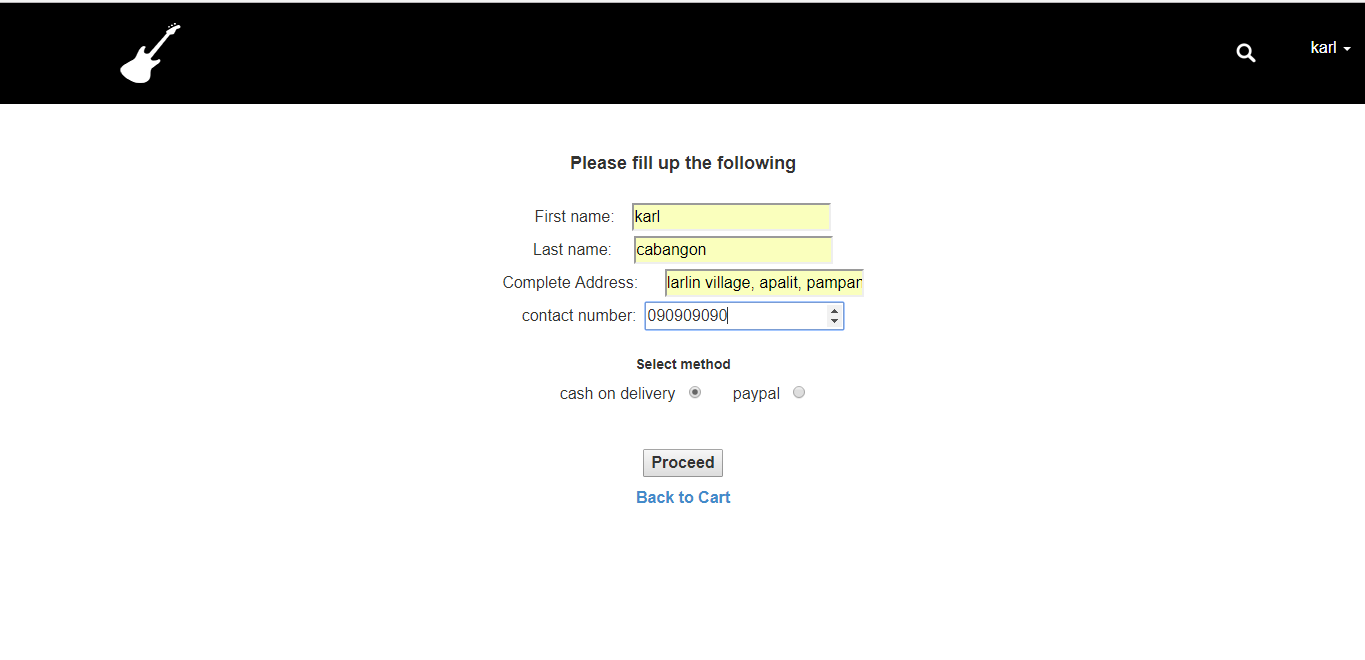 karl
Please fill up the following
First name: karl
Last name: cabangon
Complete Address: larlin village, apalit, pampan
contact number: 090909090
Select method
cash on delivery paypal
Proceed
Back to Cart